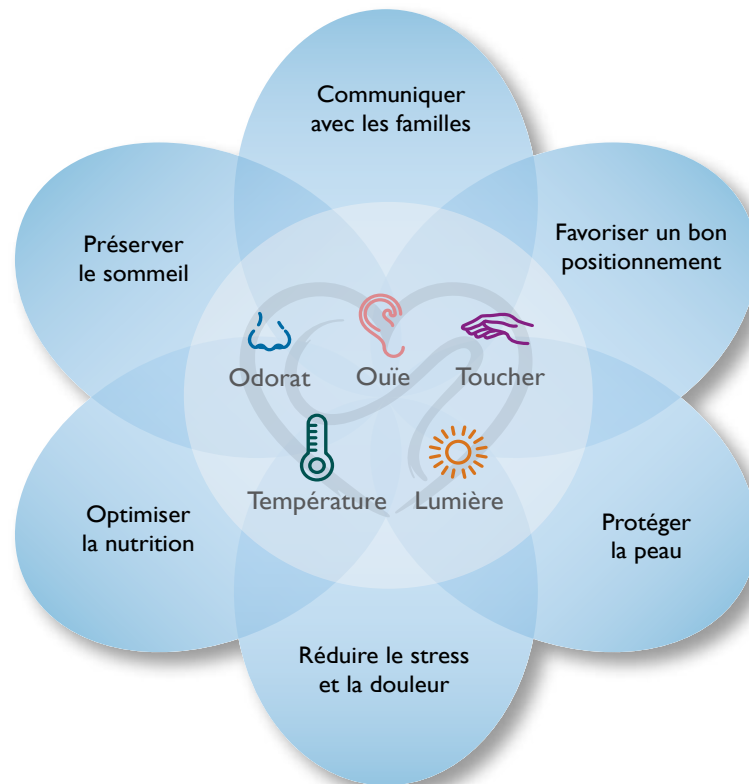 Communiquer
avec les familles
Préserver
le sommeil
Favoriser un bon
positionnement
Odorat
Ouïe
Toucher
Température
Lumière
Optimiser
la nutrition
Protéger
la peau
Réduire le stress
et la douleur